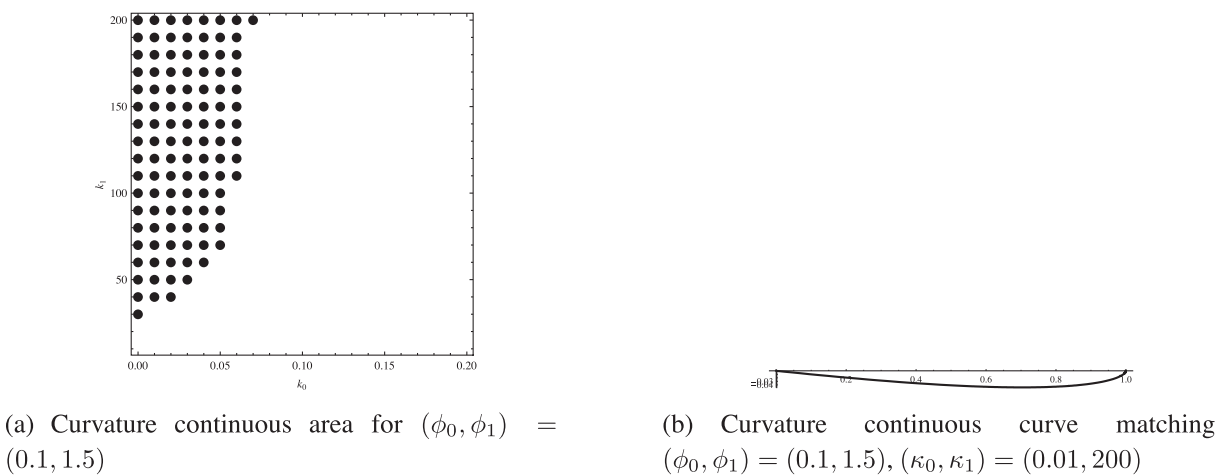 200
150
100
50
k₁
0.00 0.05 0.10 0.15 0.20
k₀
0.2 0.4 0.6 0.8 1.0
(a) Curvature continuous area for (ϕ₀, ϕ₁) =
(0.1, 1.5)
(b) Curvature continuous curve matching
(ϕ₀, ϕ₁) = (0.1, 1.5), (κ₀, κ₁) = (0.01, 200)